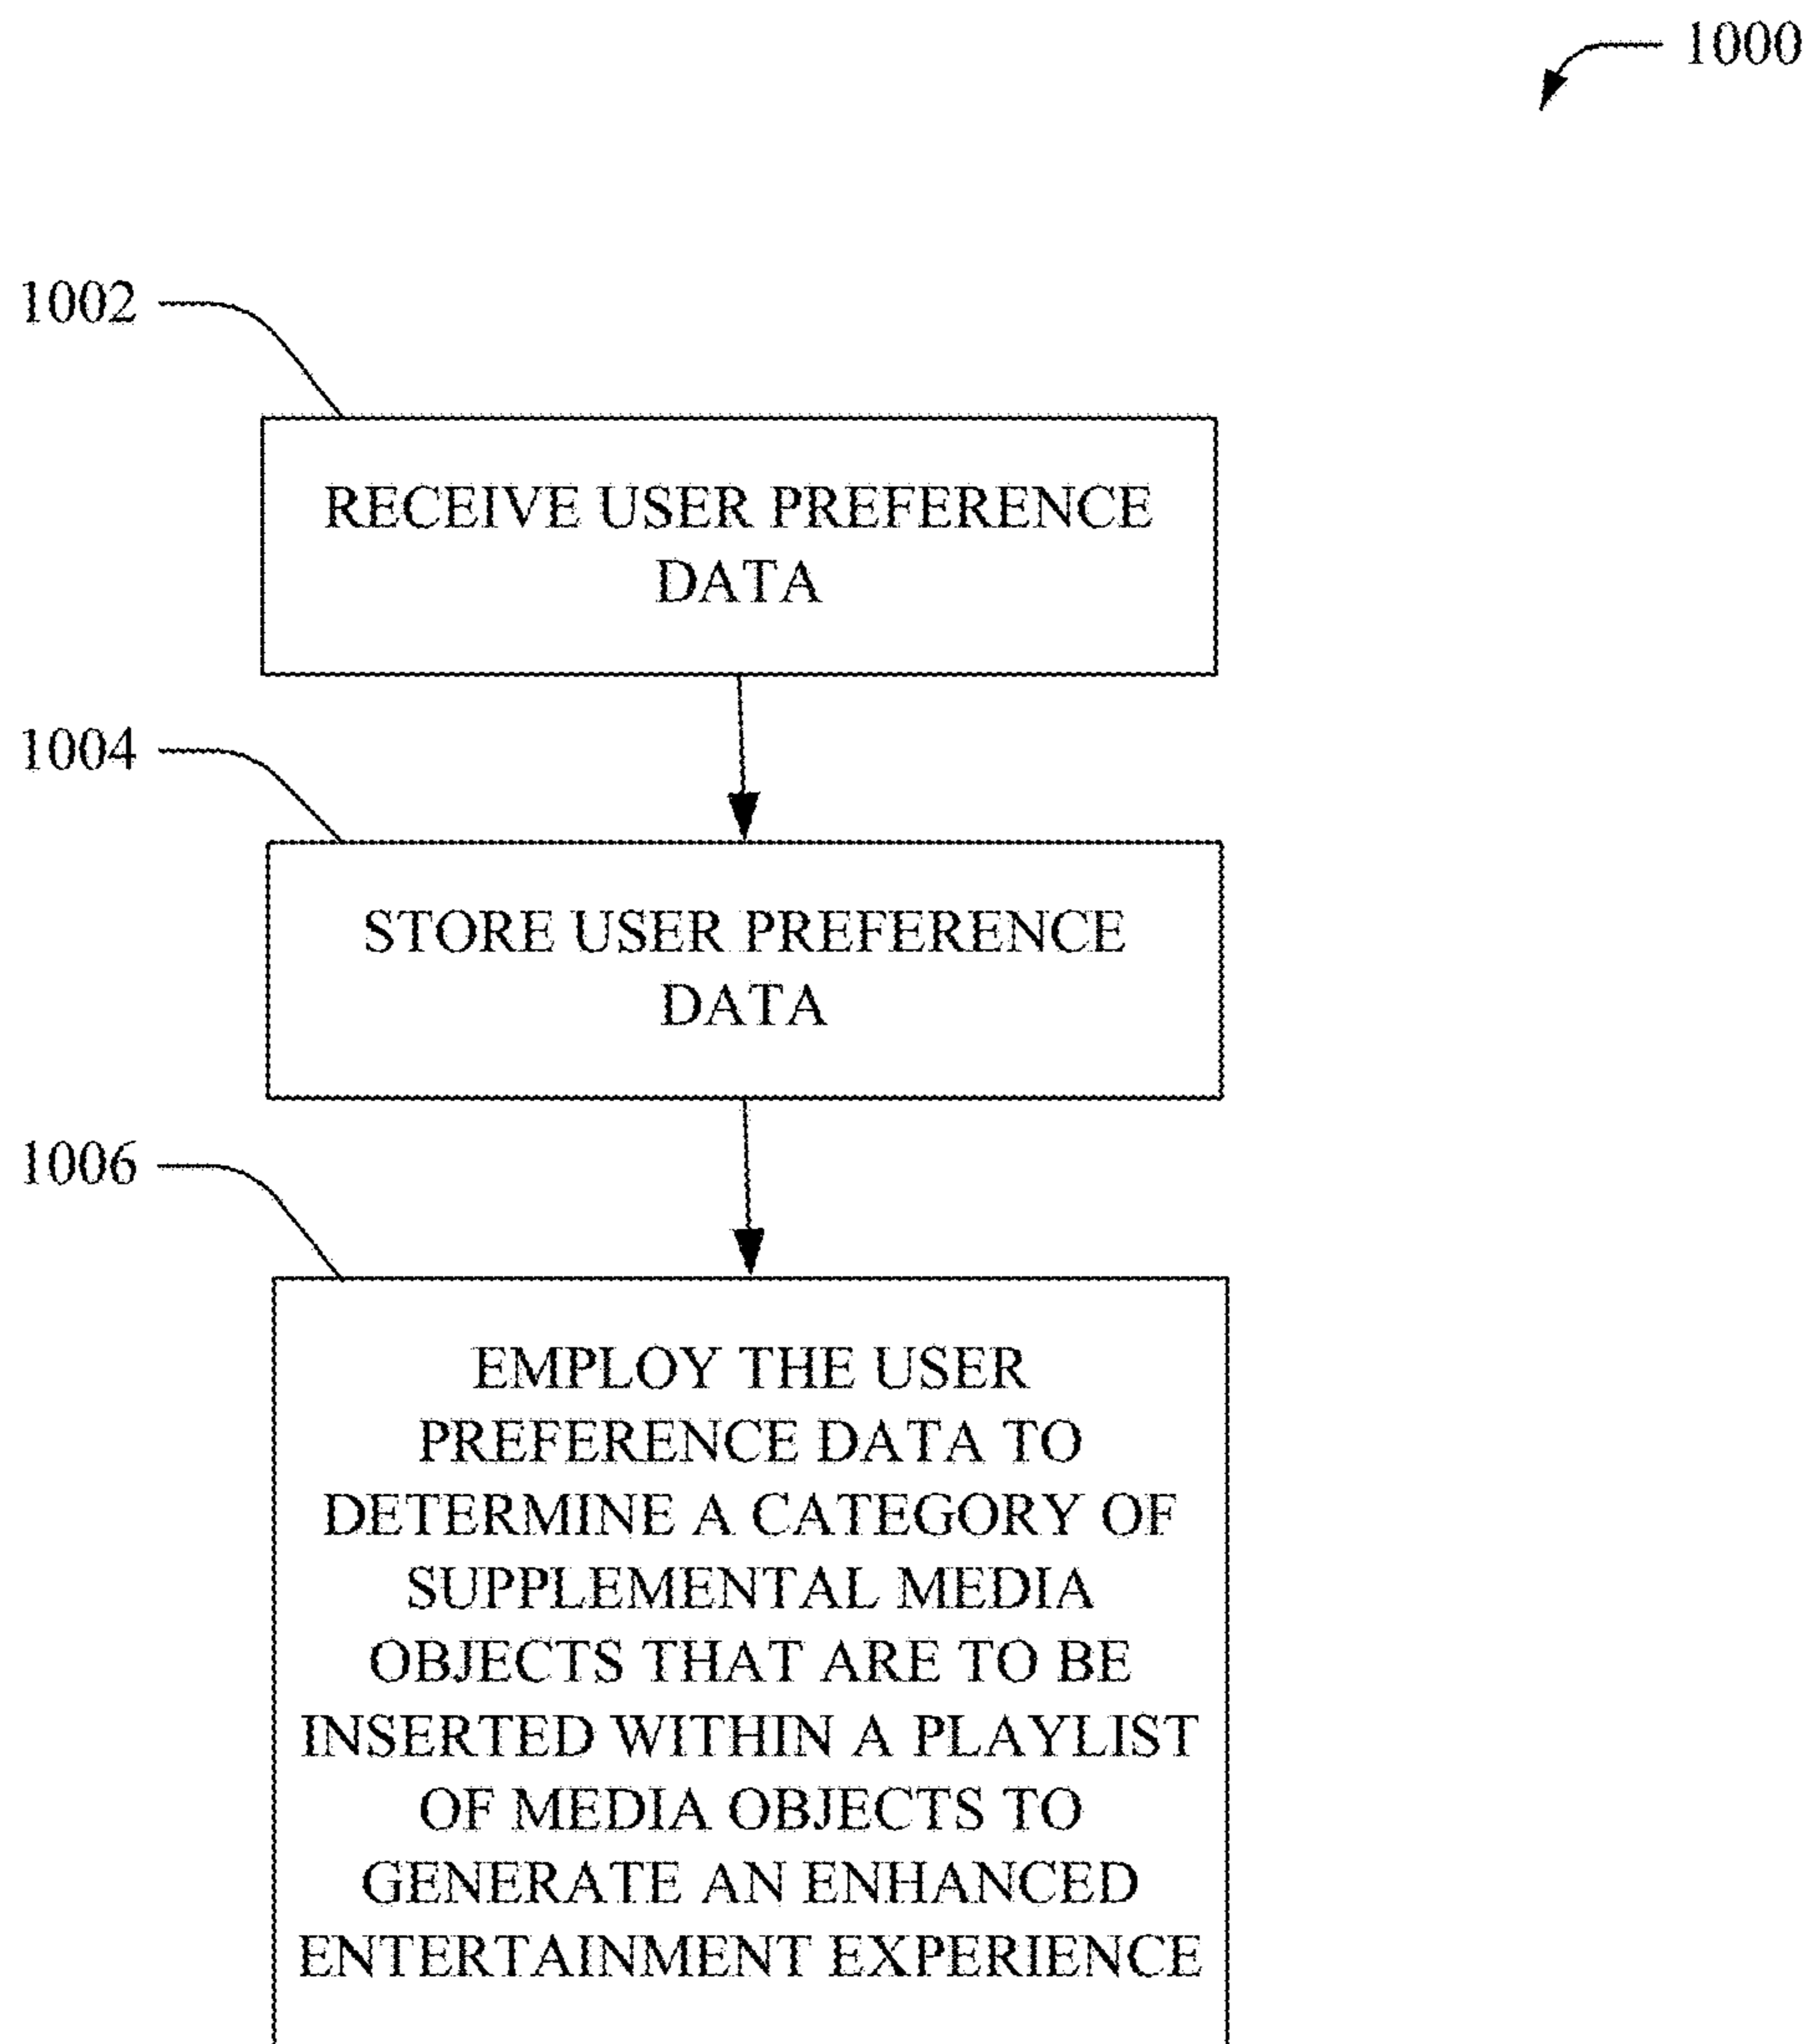 1000
1002
RECEIVE USER PREFERENCE
DATA
1004
STORE USER PREFERENCE
DATA
1006
EMPLOY THE USER
PREFERENCE DATA TO
DETERMINE A CATEGORY OF
SUPPLEMENTAL MEDIA
OBJECTS THAT ARE TO BE
INSERTED WITHIN A PLAYLIST
OF MEDIA OBJECTS TO
GENERATE AN ENHANCED
ENTERTAINMENT EXPERIENCE